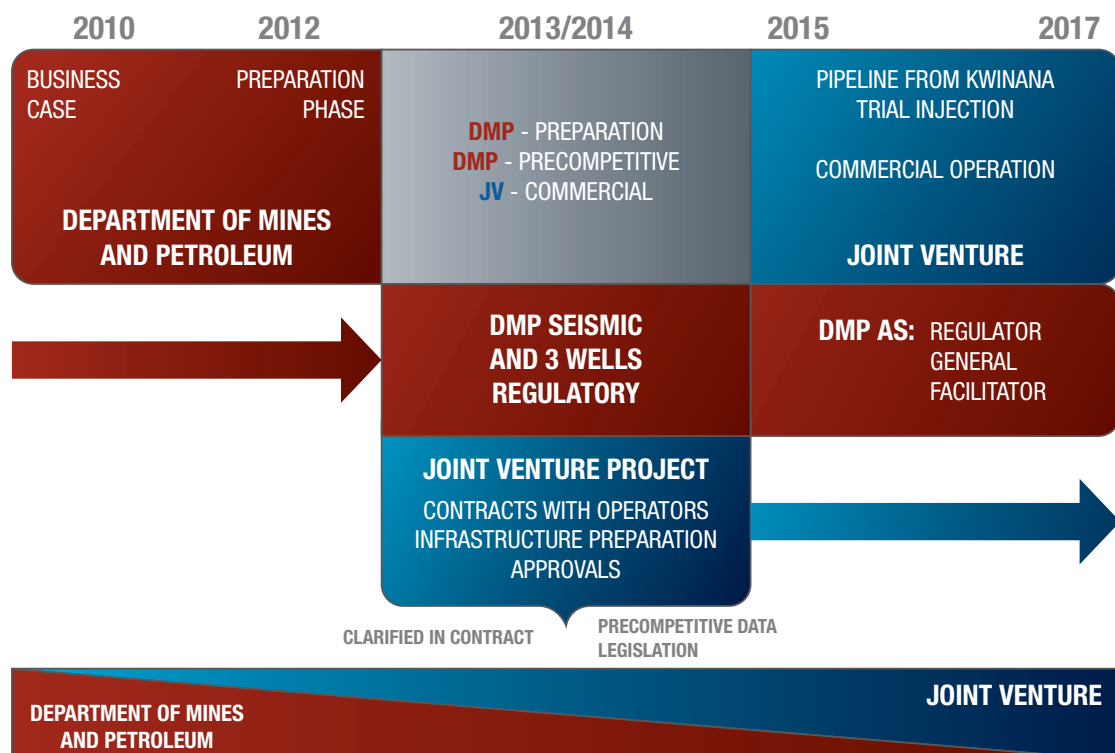 2010
2012
2013/2014
2015
2017
BUSINESS
CASE
PREPARATION
PHASE
DEPARTMENT OF MINES
AND PETROLEUM
DMP - PREPARATION
DMP - PRECOMPETITIVE
JV - COMMERCIAL
PIPELINE FROM KWINANA
TRIAL INJECTION
COMMERCIAL OPERATION
JOINT VENTURE
DMP SEISMIC
AND 3 WELLS
REGULATORY
DMP AS: REGULATOR
GENERAL
FACILITATOR
JOINT VENTURE PROJECT
CONTRACTS WITH OPERATORS
INFRASTRUCTURE PREPARATION
APPROVALS
CLARIFIED IN CONTRACT
PRECOMPETITIVE DATA
LEGISLATION
DEPARTMENT OF MINES
AND PETROLEUM
JOINT VENTURE